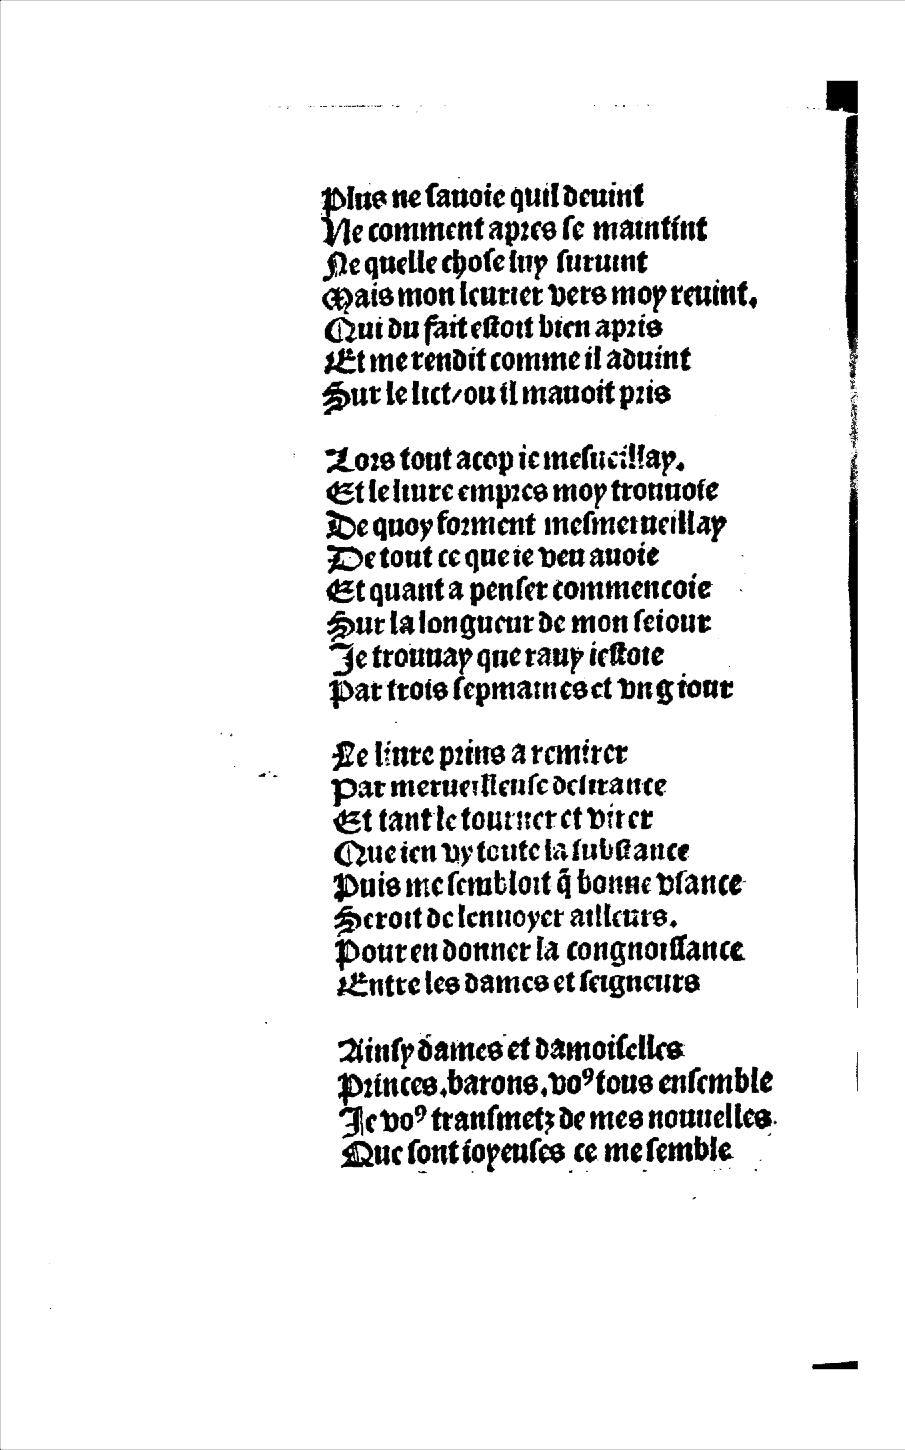 Plus ne sauoie quil deuint
Ne comment apres se maintint
Ne quelle chose luy suruint
Mais mon leurier vers moy reuint.
Qui du fait estoit bien apris
Et me rendit comme il aduint
Sur le lict/ou il mauoit pris
Lors tout acop ie mesueillay.
Et le liure empres moy trouuoie
De quoy forment mesmerueillay
De tout ce que ie veu auoie
Et quant a penser commencoie
Sur la longueur de mon seiour
Je trouuay que rauy iestoie
Par trois sepmaines et vng iour
Le liure prins a remirer
Par merueilleuse desirance
Et tant le tourner et virer
Que ien vy toute la substance
Puis me sembloit q̃ bonne vsance
Seroit de lenuoyer ailleurs.
Pour en donner la congnoissance
Entre les dames et seigneurs
Ainsy dames et damoiselles
Princes.barons.voꝰ tous ensemble
Je voꝰ transmetz de mes nouuelles.
Que sont ioyeuses ce me semble